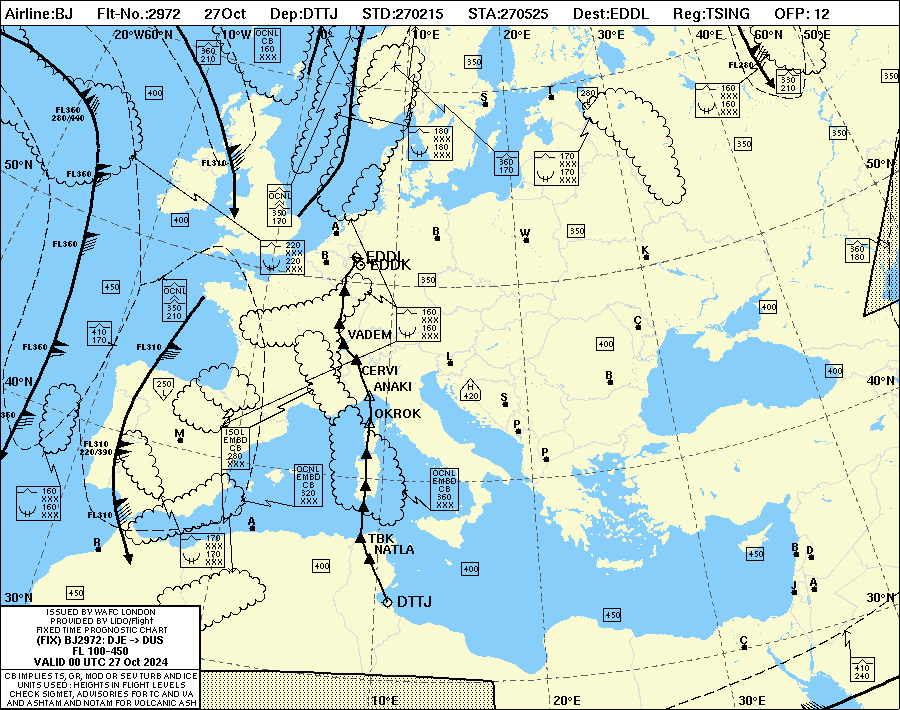 Airline:BJ Flt-No.:2972 27Oct Dep:DTTJ STD:270215 STA:270525 Dest:EDDL Reg:TSING OFP: 12
20°W60°N 10°W 0° 10°E 20°E 30°E 40°E 60°N 50°E
360
210
OCNL
CB
160
XXX
350
FL280
330
210
350
400
FL360
280/440
S
T
280
160
XXX
160
XXX
180
XXX
180
XXX
350
350
50°N
FL310
360
170
170
XXX
170
XXX
50°N
FL360
OCNL
350
170
400
A
B
W
350
FL360
220
XXX
220
XXX
B
EDDL
EDDK
K
360
180
450
OCNL
350
210
350
400
410
170
160
XXX
160
XXX
C
VADEM
FL360
FL310
400
L
CERVI
400
40°N
250
ANAKI
H
420
B
40°N
S
360
OKROK
M
ISOL
EMBD
CB
280
XXX
P
FL310
220/390
P
OCNL
EMBD
CB
320
XXX
OCNL
EMBD
CB
360
XXX
160
XXX
160
XXX
FL310
A
R
170
XXX
170
XXX
TBK
NATLA
450
B
D
400
400
450
J
A
30°N
DTTJ
450
30°N
ISSUED BY WAFC LONDON
PROVIDED BY LIDO/Flight
FIXED TIME PROGNOSTIC CHART
(FIX) BJ2972: DJE -> DUS
FL 100-450
VALID 00 UTC 27 Oct 2024
C
410
240
CB IMPLIES TS, GR, MOD OR SEV TURB AND ICE
UNITS USED : HEIGHTS IN FLIGHT LEVELS
CHECK SIGMET, ADVISORIES FOR TC AND VA
AND ASHTAM AND NOTAM FOR VOLCANIC ASH
10°E 20°E 30°E